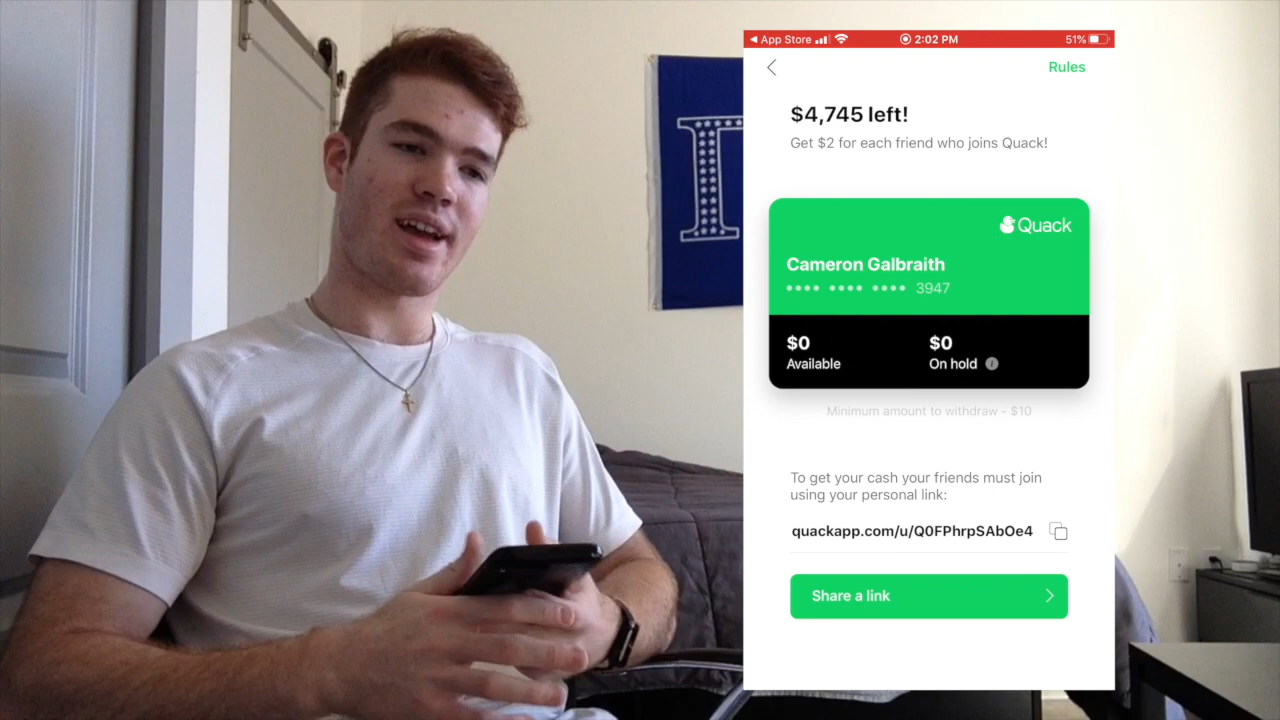 App Store
2:02 PM
51%
Rules
$4,745 left!
Get $2 for each friend who joins Quack!
Quack
Cameron Galbraith
•••• •••• •••• 3947
$0
$0
Available
On hold i
Minimum amount to withdraw - $10
To get your cash your friends must join
using your personal link:
quackapp.com/u/Q0FPhrpSAbOe4
Share a link